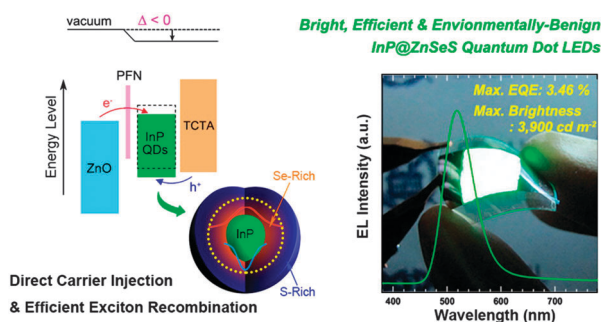 vacuum
Δ < 0
PFN
e-
Energy Level
ZnO
InP
QDs
TCTA
h+
Se-Rich
InP
S-Rich
Direct Carrier Injection
& Efficient Exciton Recombination
Bright, Efficient & Envionmentally-Benign
InP@ZnSeS Quantum Dot LEDs
Max. EQE: 3.46 %
Max. Brightness
: 3,900 cd m-2
EL Intensity (a.u.)
400 500 600 700
Wavelength (nm)